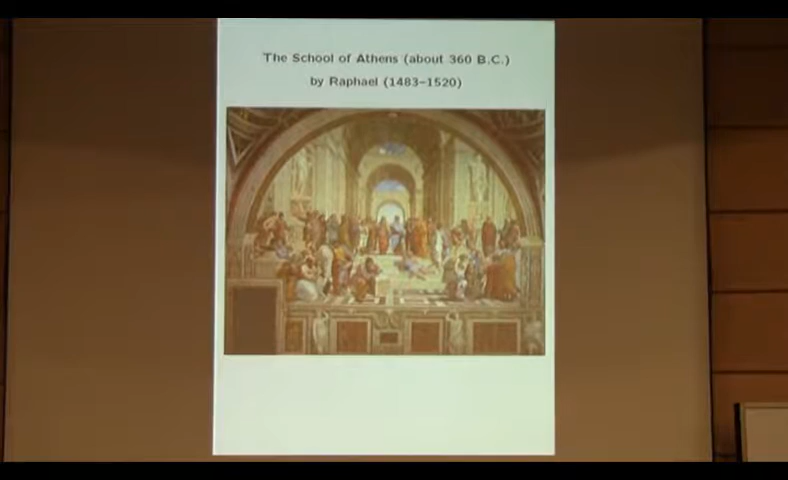 The School of Athens (about 360 B.C.)
by Raphael (1483–1520)